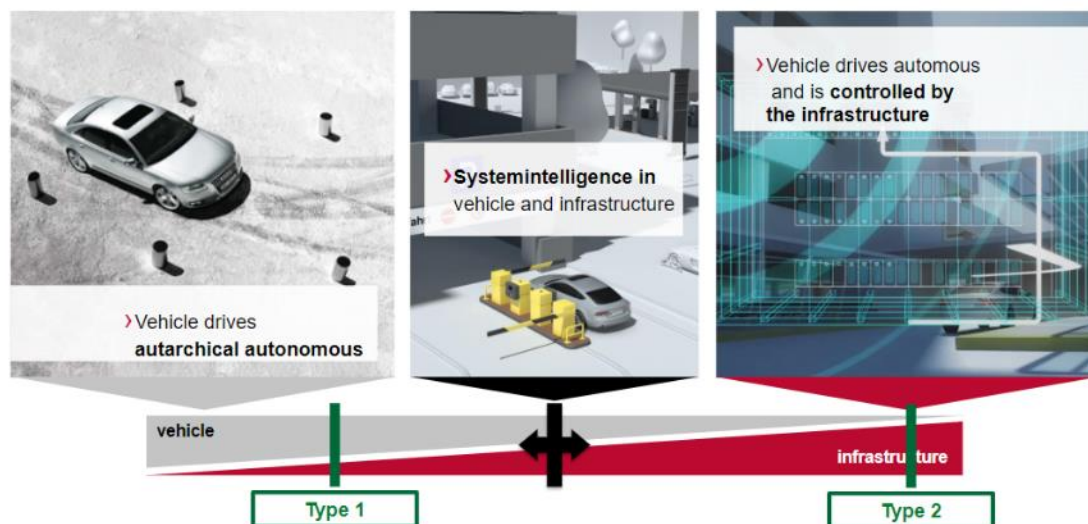 ›Vehicle drives
autarchical autonomous
›Systemintelligence in
vehicle and infrastructure
›Vehicle drives automous
and is controlled by
the infrastructure
vehicle
infrastructure
Type 1
Type 2